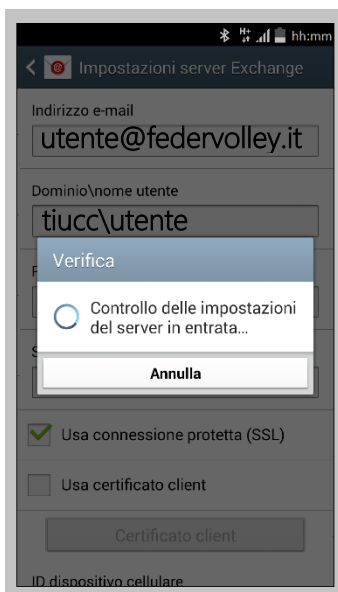 H+ hh:mm
Impostazioni server Exchange
Indirizzo e-mail
utente@federvolley.it
Dominio\nome utente
tiucc\utente
Verifica
P
Controllo delle impostazioni
del server in entrata...
S
Annulla
Usa connessione protetta (SSL)
Usa certificato client
Certificato client
ID dispositivo cellulare